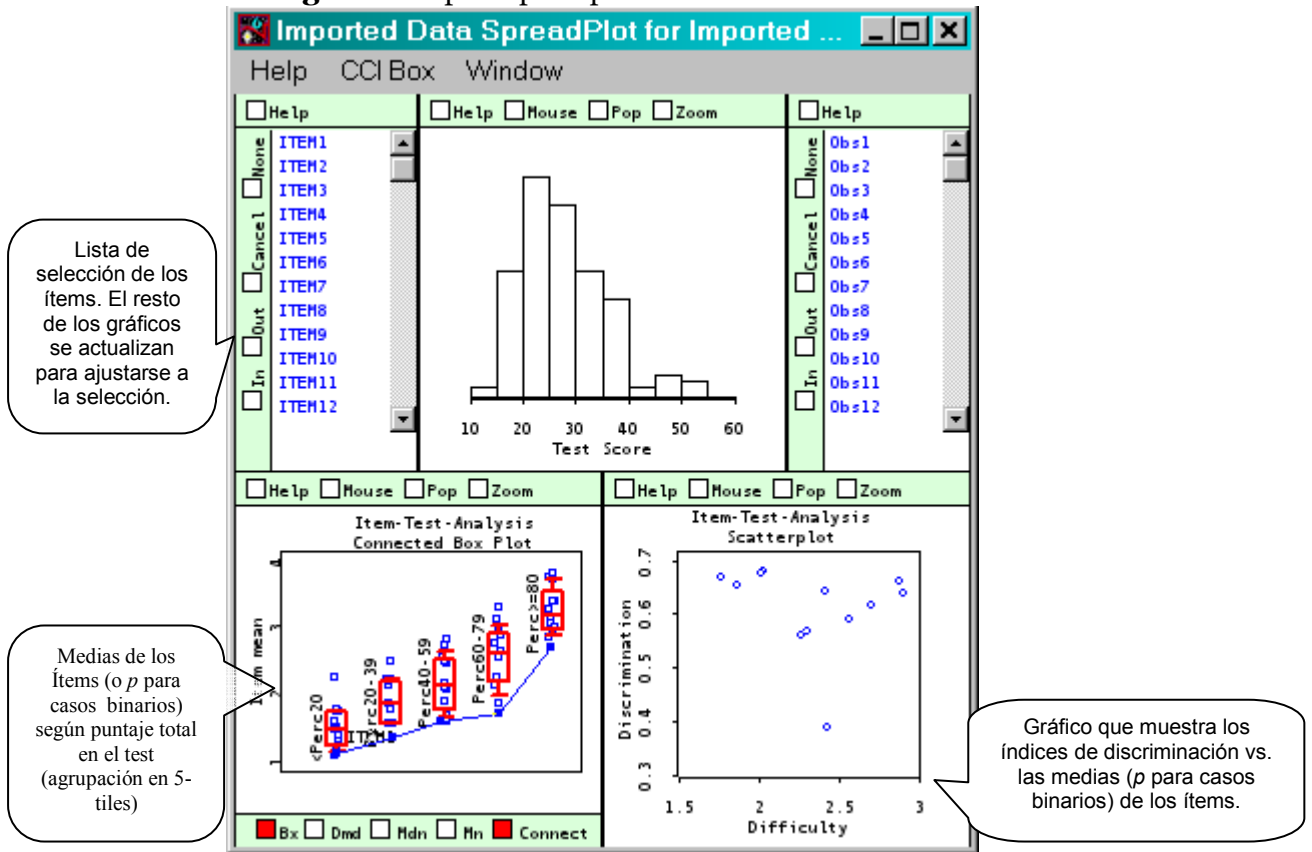 Imported Data SpreadPlot for Imported ...
Help CCI Box Window
Help
None
Cancel
Out
In
ITEM1
ITEM2
ITEM3
ITEM4
ITEM5
ITEM6
ITEM7
ITEM8
ITEM9
ITEM10
ITEM11
ITEM12
Help Mouse Pop Zoom
10 20 30 40 50 60
Test Score
Help
None
Cancel
Out
In
Obs1
Obs2
Obs3
Obs4
Obs5
Obs6
Obs7
Obs8
Obs9
Obs10
Obs11
Obs12
Lista de
selección de los
ítems. El resto
de los gráficos
se actualizan
para ajustarse a
la selección.
Help Mouse Pop Zoom
Item-Test-Analysis
Connected Box Plot
Item mean
4
3
2
1
<Perc20
Perc20-39
Perc40-59
Perc60-79
Perc>=80
Bx Dmd Mdn Mn Connect
Medias de los
Ítems (o p para
casos binarios)
según puntaje total
en el test
(agrupación en 5-
tiles)
Help Mouse Pop Zoom
Item-Test-Analysis
Scatterplot
Discrimination
0.7
0.6
0.5
0.4
0.3
1.5 2 2.5 3
Difficulty
Gráfico que muestra los
índices de discriminación vs.
las medias (p para casos
binarios) de los ítems.